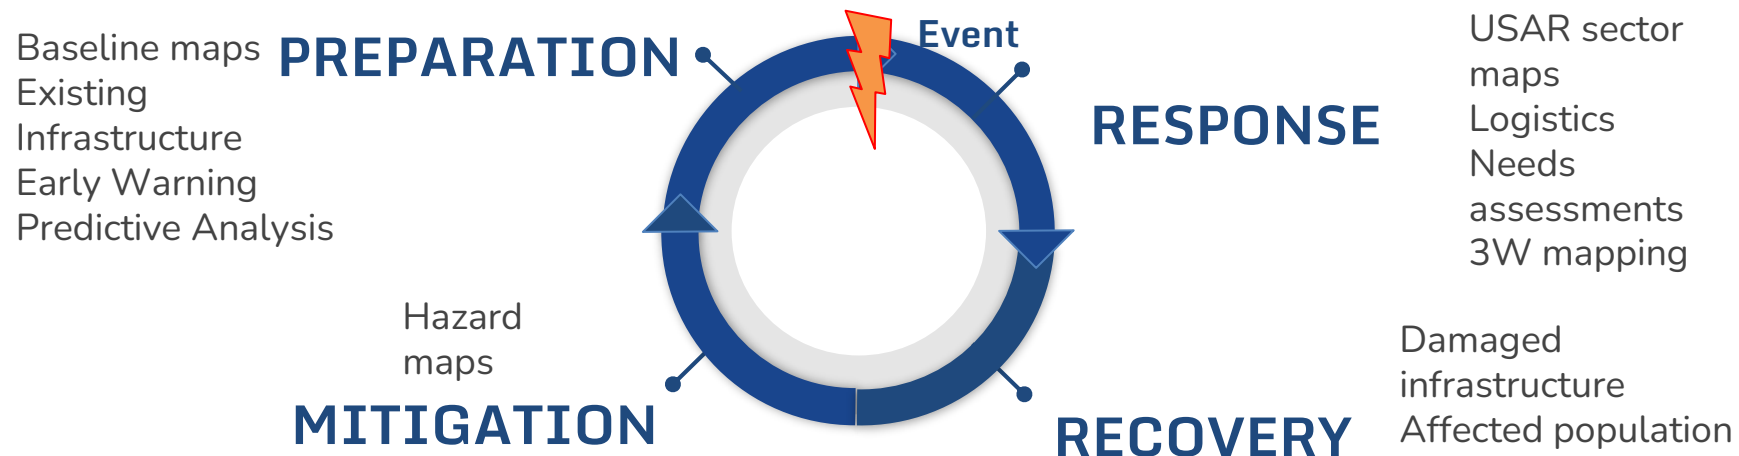 Baseline maps
Existing
Infrastructure
Early Warning
Predictive Analysis
PREPARATION
Event
RESPONSE
USAR sector
maps
Logistics
Needs
assessments
3W mapping
Hazard
maps
MITIGATION
RECOVERY
Damaged
infrastructure
Affected population